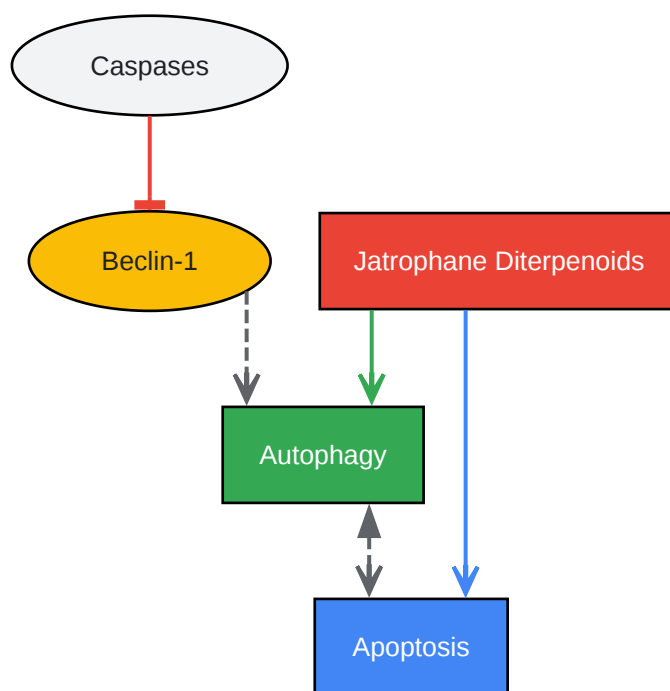 Caspases
Beclin-1
Jatrophane Diterpenoids
Autophagy
Apoptosis